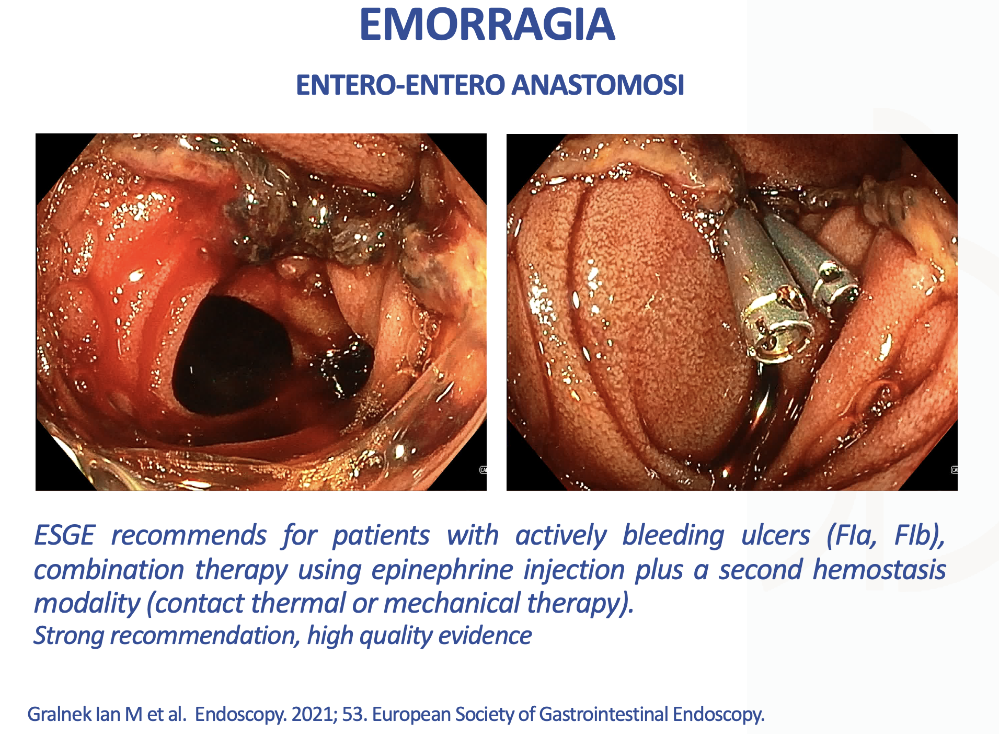 EMORRAGIA
ENTERO-ENTERO ANASTOMOSI
ESGE recommends for patients with actively bleeding ulcers (FIa, FIb),
combination therapy using epinephrine injection plus a second hemostasis
modality (contact thermal or mechanical therapy).
Strong recommendation, high quality evidence
Gralnek Ian M et al. Endoscopy. 2021; 53. European Society of Gastrointestinal Endoscopy.